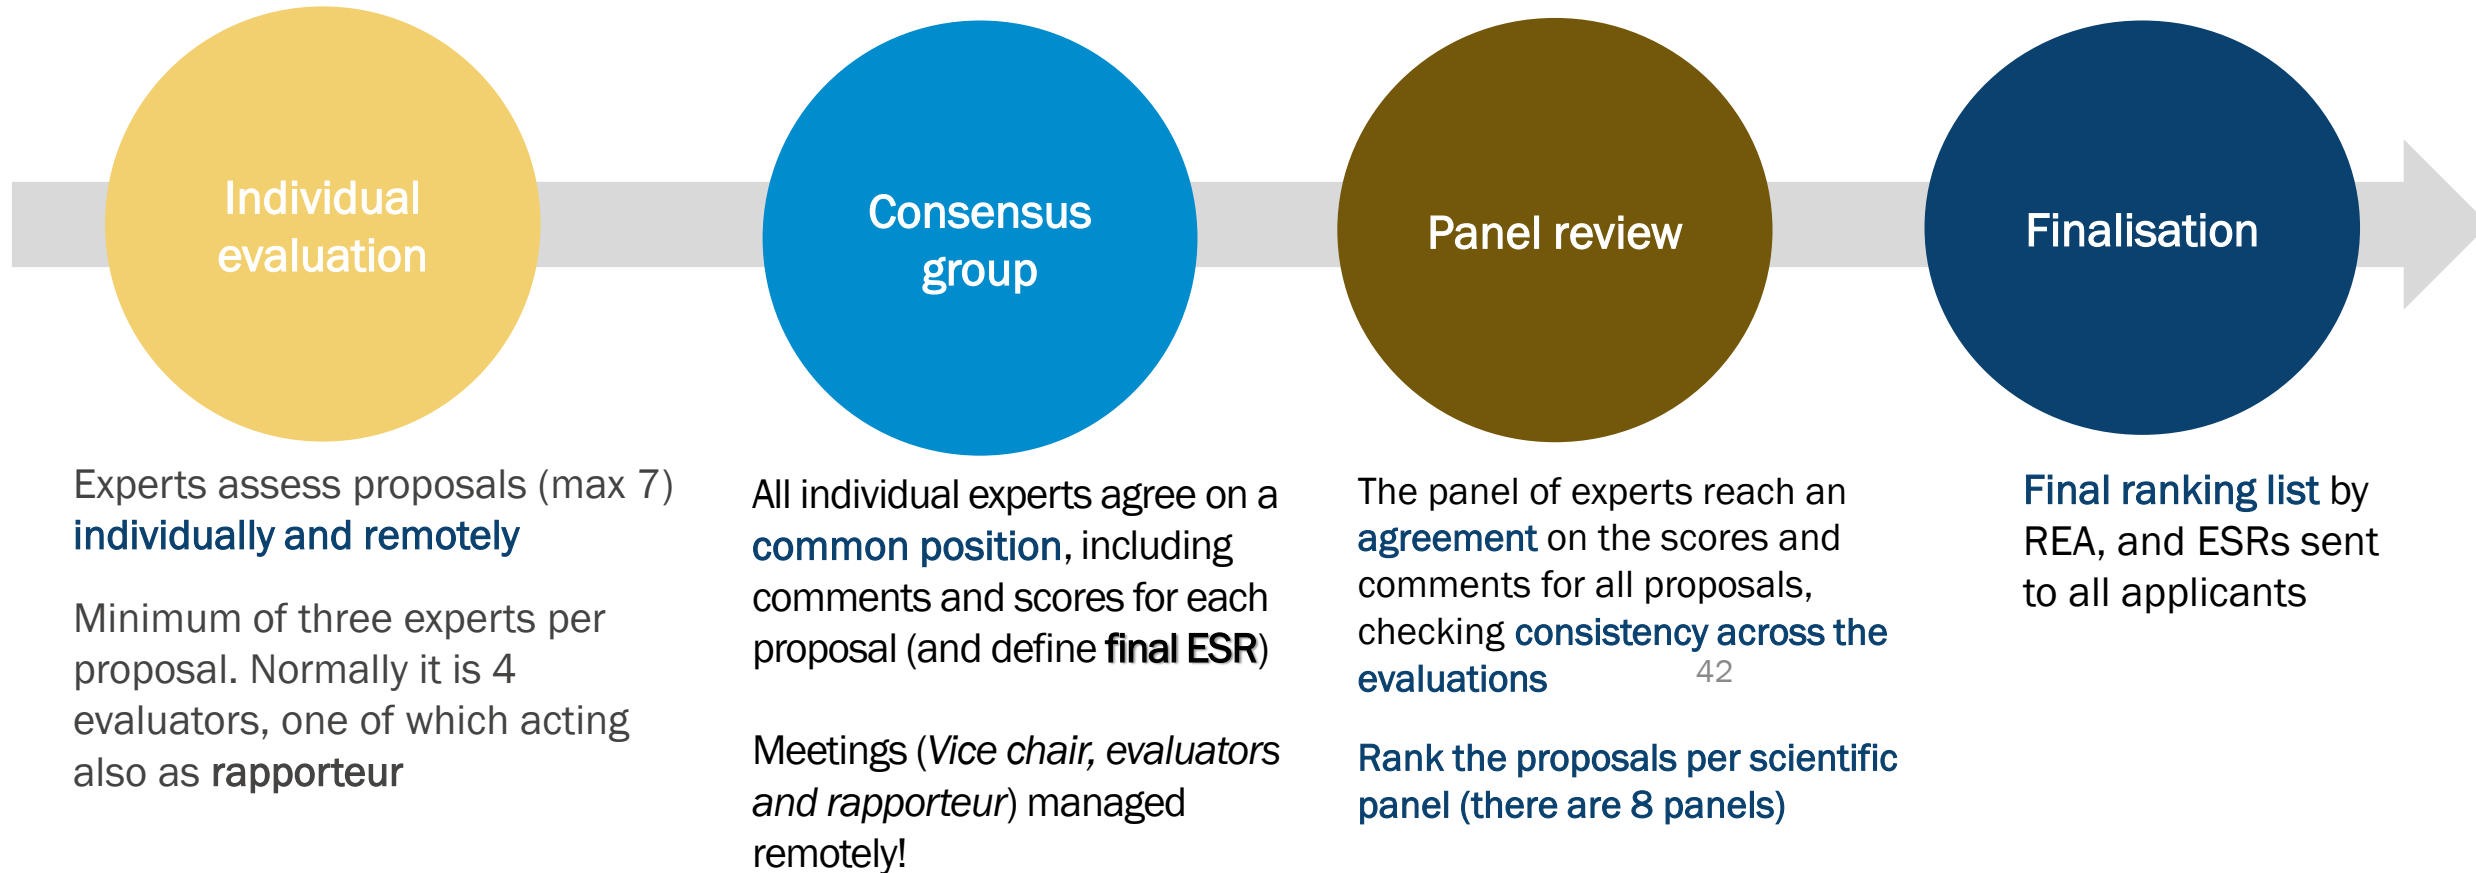 Individual
evaluation
Consensus
group
Panel review
Finalisation
Experts assess proposals (max 7)
individually and remotely
Minimum of three experts per
proposal. Normally it is 4
evaluators, one of which acting
also as rapporteur
All individual experts agree on a
common position, including
comments and scores for each
proposal (and define final ESR)
Meetings (Vice chair, evaluators
and rapporteur) managed
remotely!
The panel of experts reach an
agreement on the scores and
comments for all proposals,
checking consistency across the
evaluations
42
Rank the proposals per scientific
panel (there are 8 panels)
Final ranking list by
REA, and ESRs sent
to all applicants